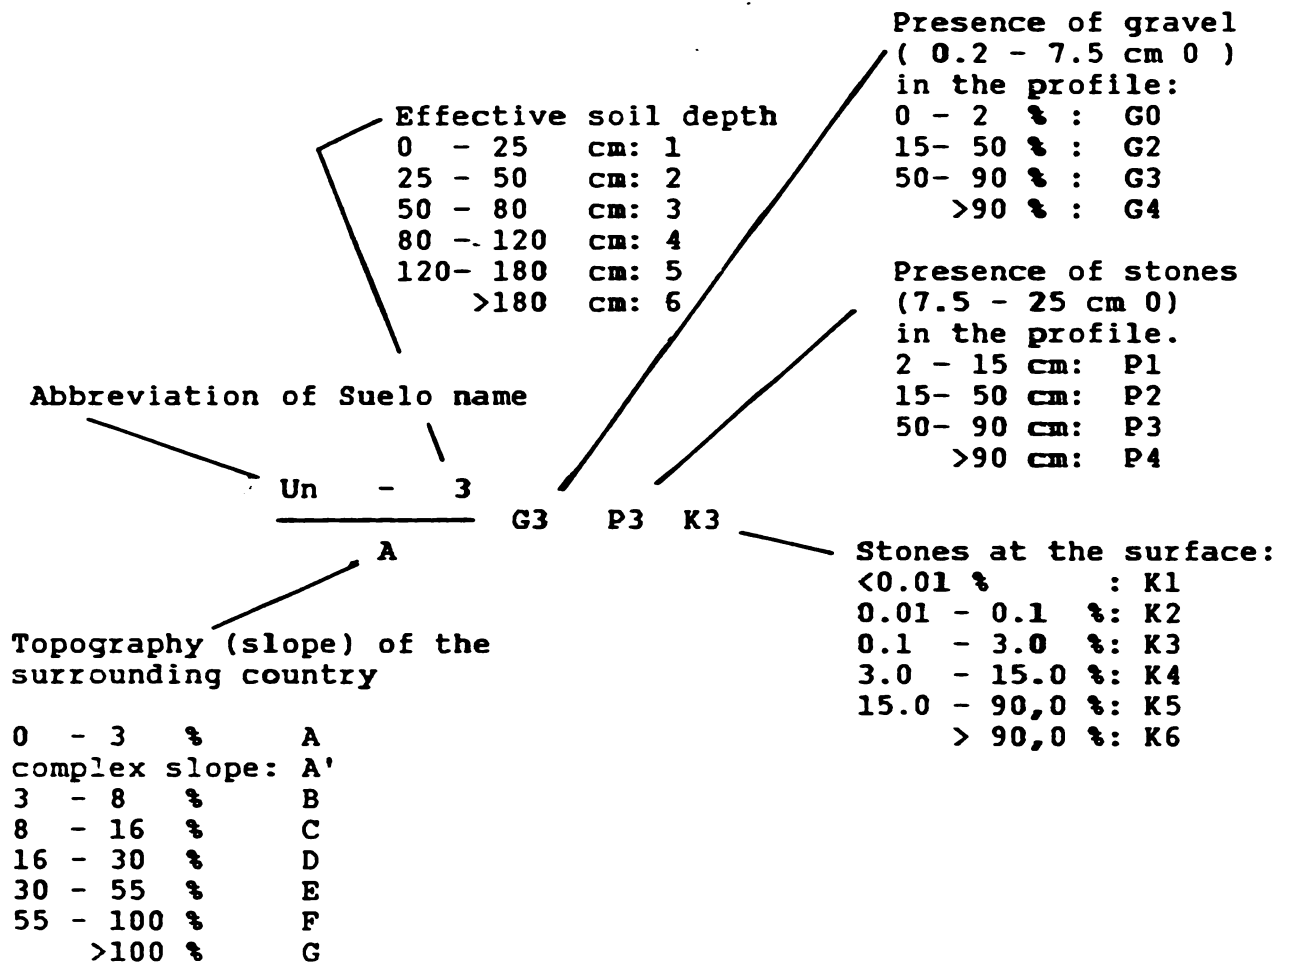 Presence of gravel
( 0.2 - 7.5 cm 0 )
in the profile:
0 - 2 % : G0
15- 50 % : G2
50- 90 % : G3
>90 % : G4
Effective soil depth
0 - 25 cm: 1
25 - 50 cm: 2
50 - 80 cm: 3
80 - 120 cm: 4
120- 180 cm: 5
>180 cm: 6
Presence of stones
(7.5 - 25 cm 0)
in the profile.
2 - 15 cm: P1
15- 50 cm: P2
50- 90 cm: P3
>90 cm: P4
Abbreviation of Suelo name
Un - 3
G3 P3 K3
A
Stones at the surface:
<0.01 % : K1
0.01 - 0.1 %: K2
0.1 - 3.0 %: K3
3.0 - 15.0 %: K4
15.0 - 90,0 %: K5
> 90,0 %: K6
Topography (slope) of the
surrounding country
0 - 3 % A
complex slope: A'
3 - 8 % B
8 - 16 % C
16 - 30 % D
30 - 55 % E
55 - 100 % F
>100 % G